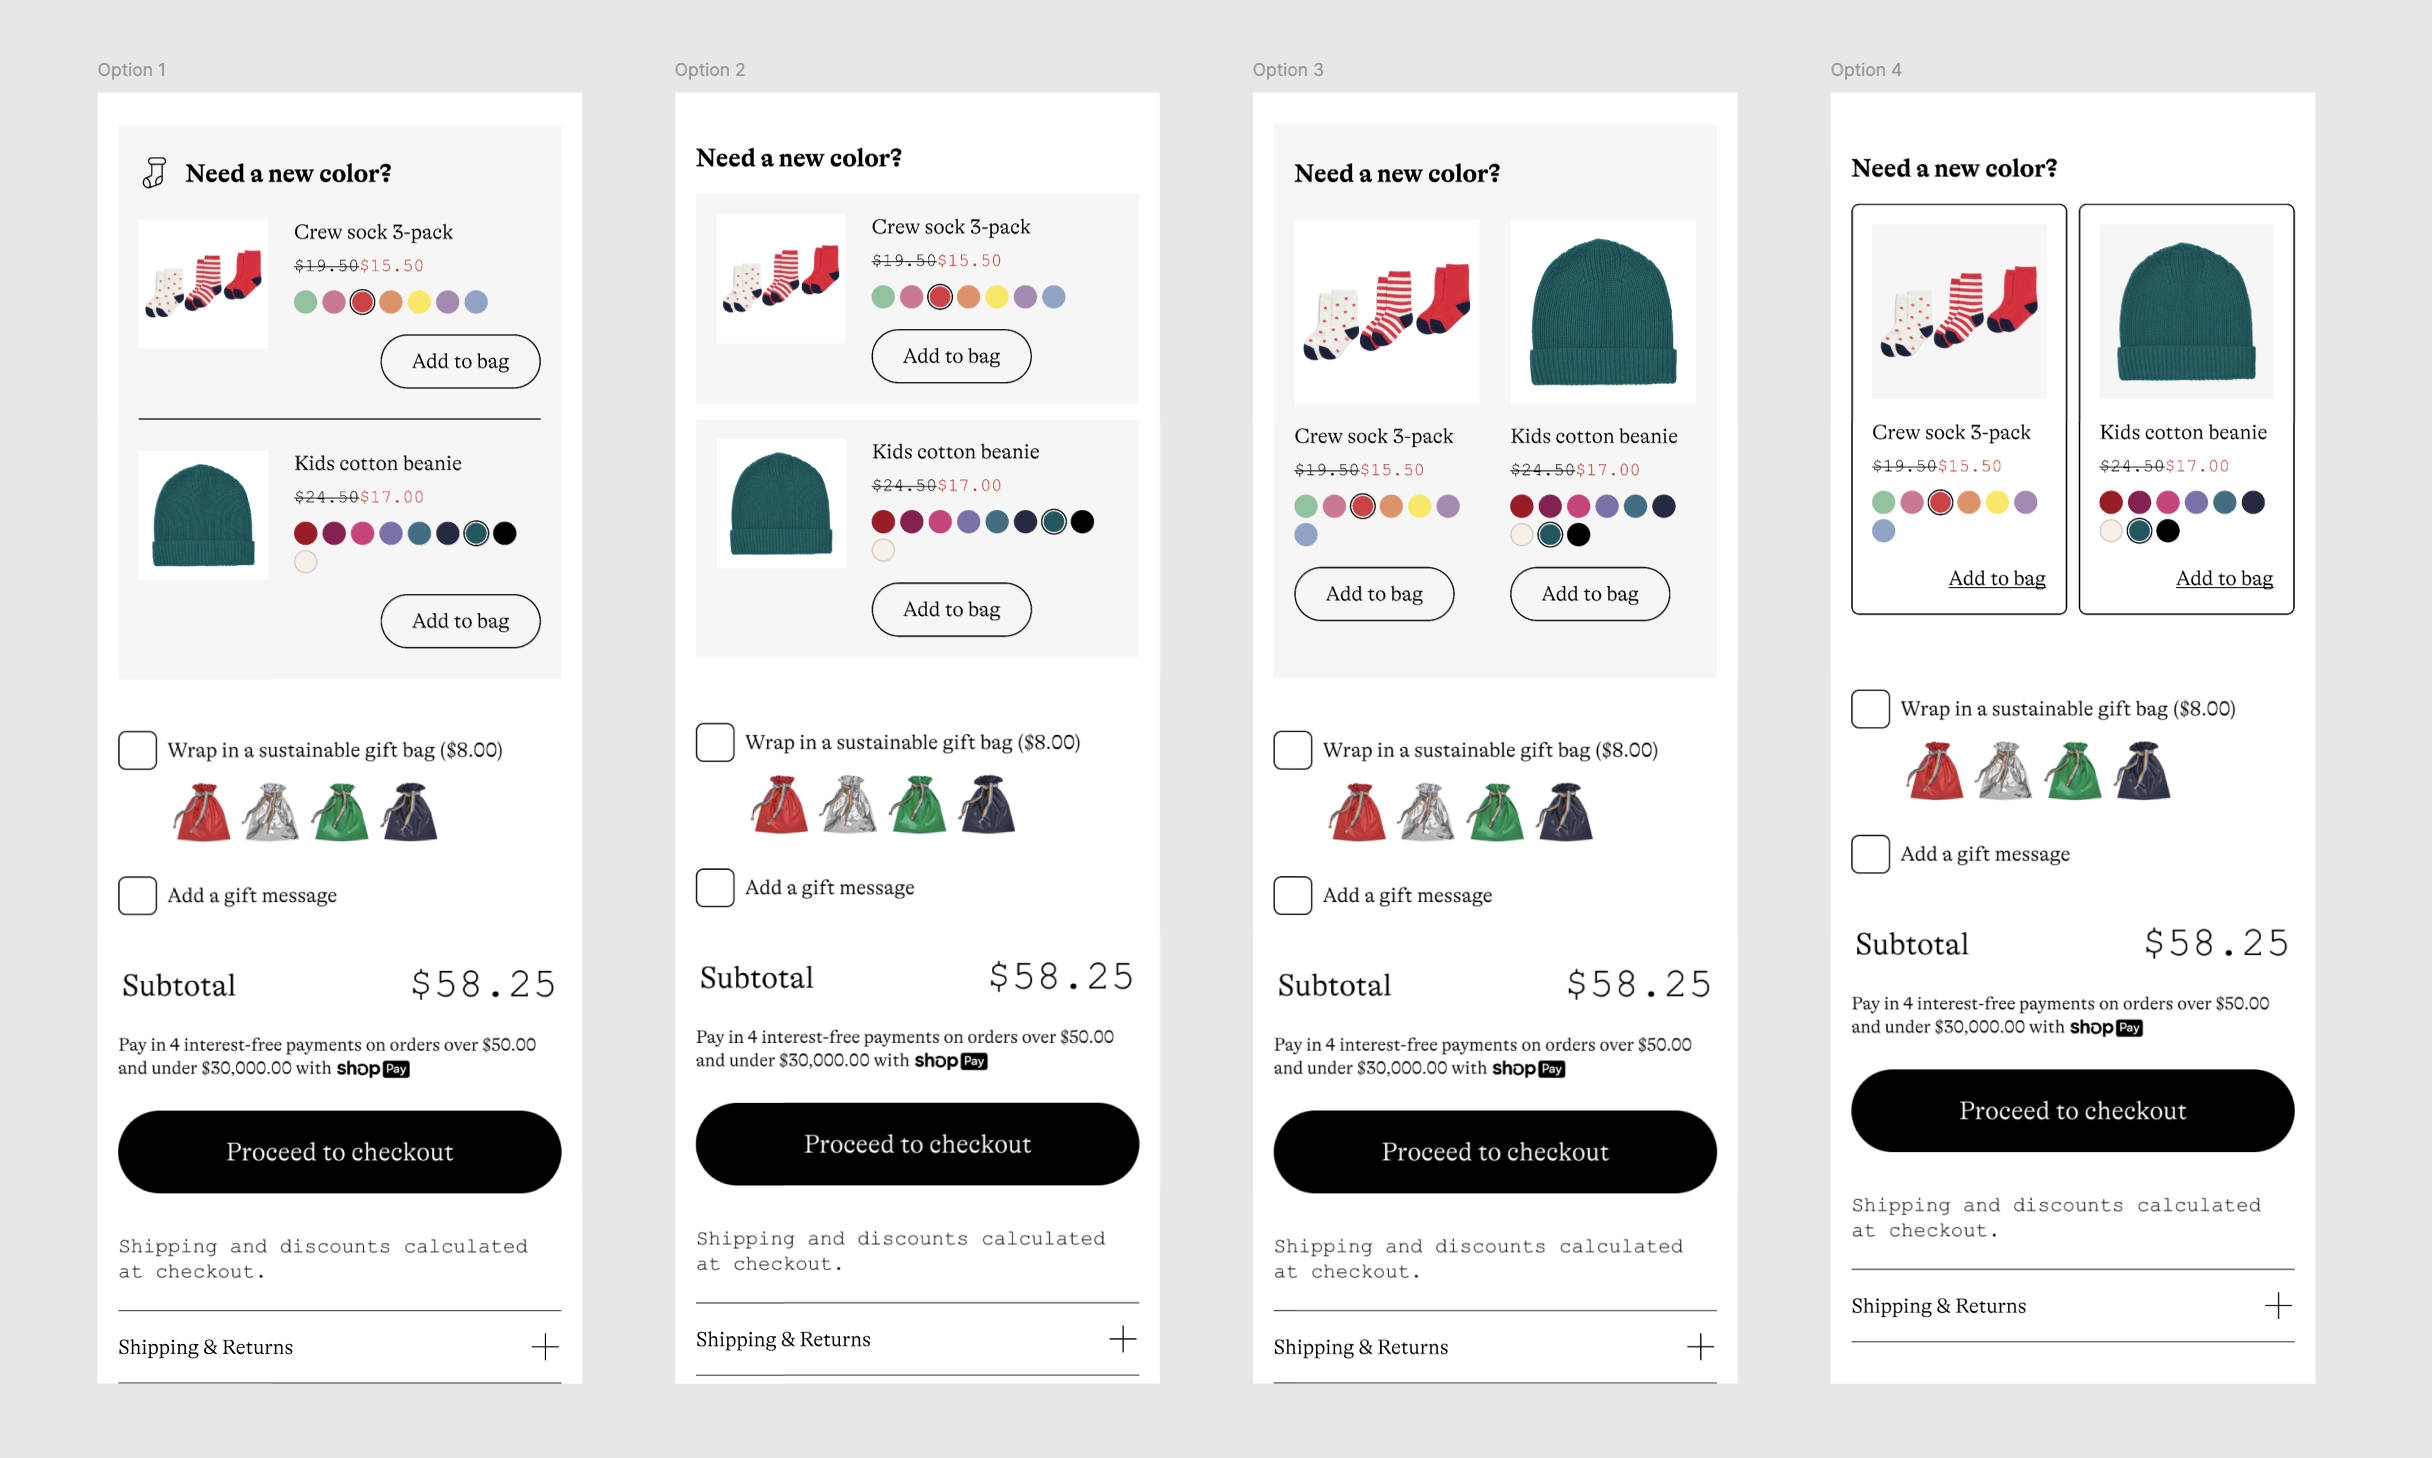 Option 1
Need a new color?
Crew sock 3-pack
$19.50$15.50
Add to bag
Kids cotton beanie
$24.50$17.00
Add to bag
Wrap in a sustainable gift bag ($8.00)
Add a gift message
Subtotal $58.25
Pay in 4 interest-free payments on orders over $50.00
and under $30,000.00 with shop Pay
Proceed to checkout
Shipping and discounts calculated
at checkout.
Shipping & Returns
Option 2
Need a new color?
Crew sock 3-pack
$19.50$15.50
Add to bag
Kids cotton beanie
$24.50$17.00
Add to bag
Wrap in a sustainable gift bag ($8.00)
Add a gift message
Subtotal $58.25
Pay in 4 interest-free payments on orders over $50.00
and under $30,000.00 with shop Pay
Proceed to checkout
Shipping and discounts calculated
at checkout.
Shipping & Returns
Option 3
Need a new color?
Crew sock 3-pack
$19.50$15.50
Add to bag
Kids cotton beanie
$24.50$17.00
Add to bag
Wrap in a sustainable gift bag ($8.00)
Add a gift message
Subtotal $58.25
Pay in 4 interest-free payments on orders over $50.00
and under $30,000.00 with shop Pay
Proceed to checkout
Shipping and discounts calculated
at checkout.
Shipping & Returns
Option 4
Need a new color?
Crew sock 3-pack
$19.50$15.50
Add to bag
Kids cotton beanie
$24.50$17.00
Add to bag
Wrap in a sustainable gift bag ($8.00)
Add a gift message
Subtotal $58.25
Pay in 4 interest-free payments on orders over $50.00
and under $30,000.00 with shop Pay
Proceed to checkout
Shipping and discounts calculated
at checkout.
Shipping & Returns